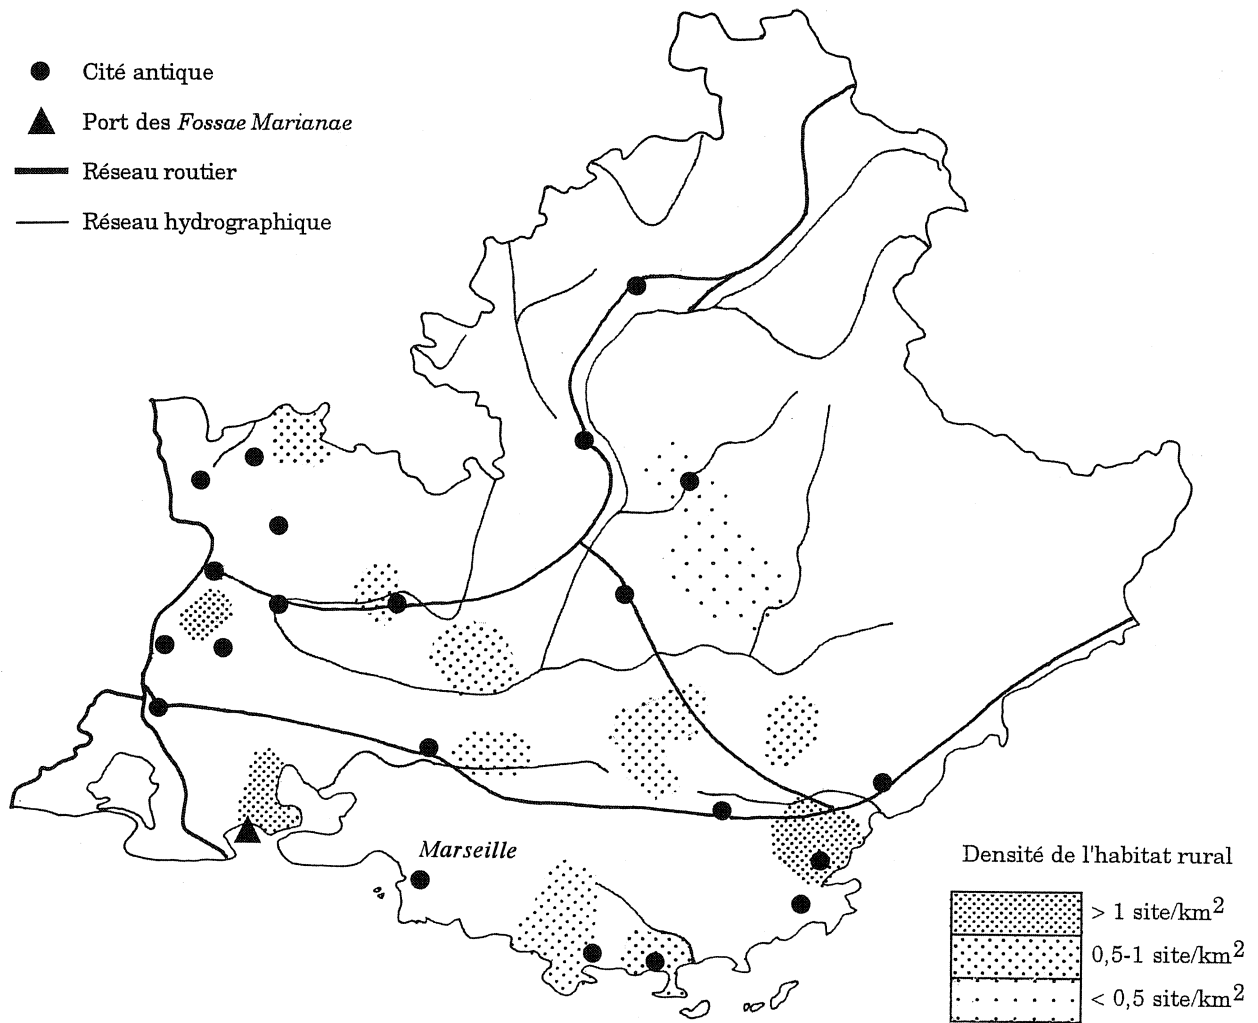 Cité antique
Port des Fossae Marianae
Réseau routier
Réseau hydrographique
Marseille
Densité de l'habitat rural
> 1 site/km²
0,5-1 site/km²
< 0,5 site/km²